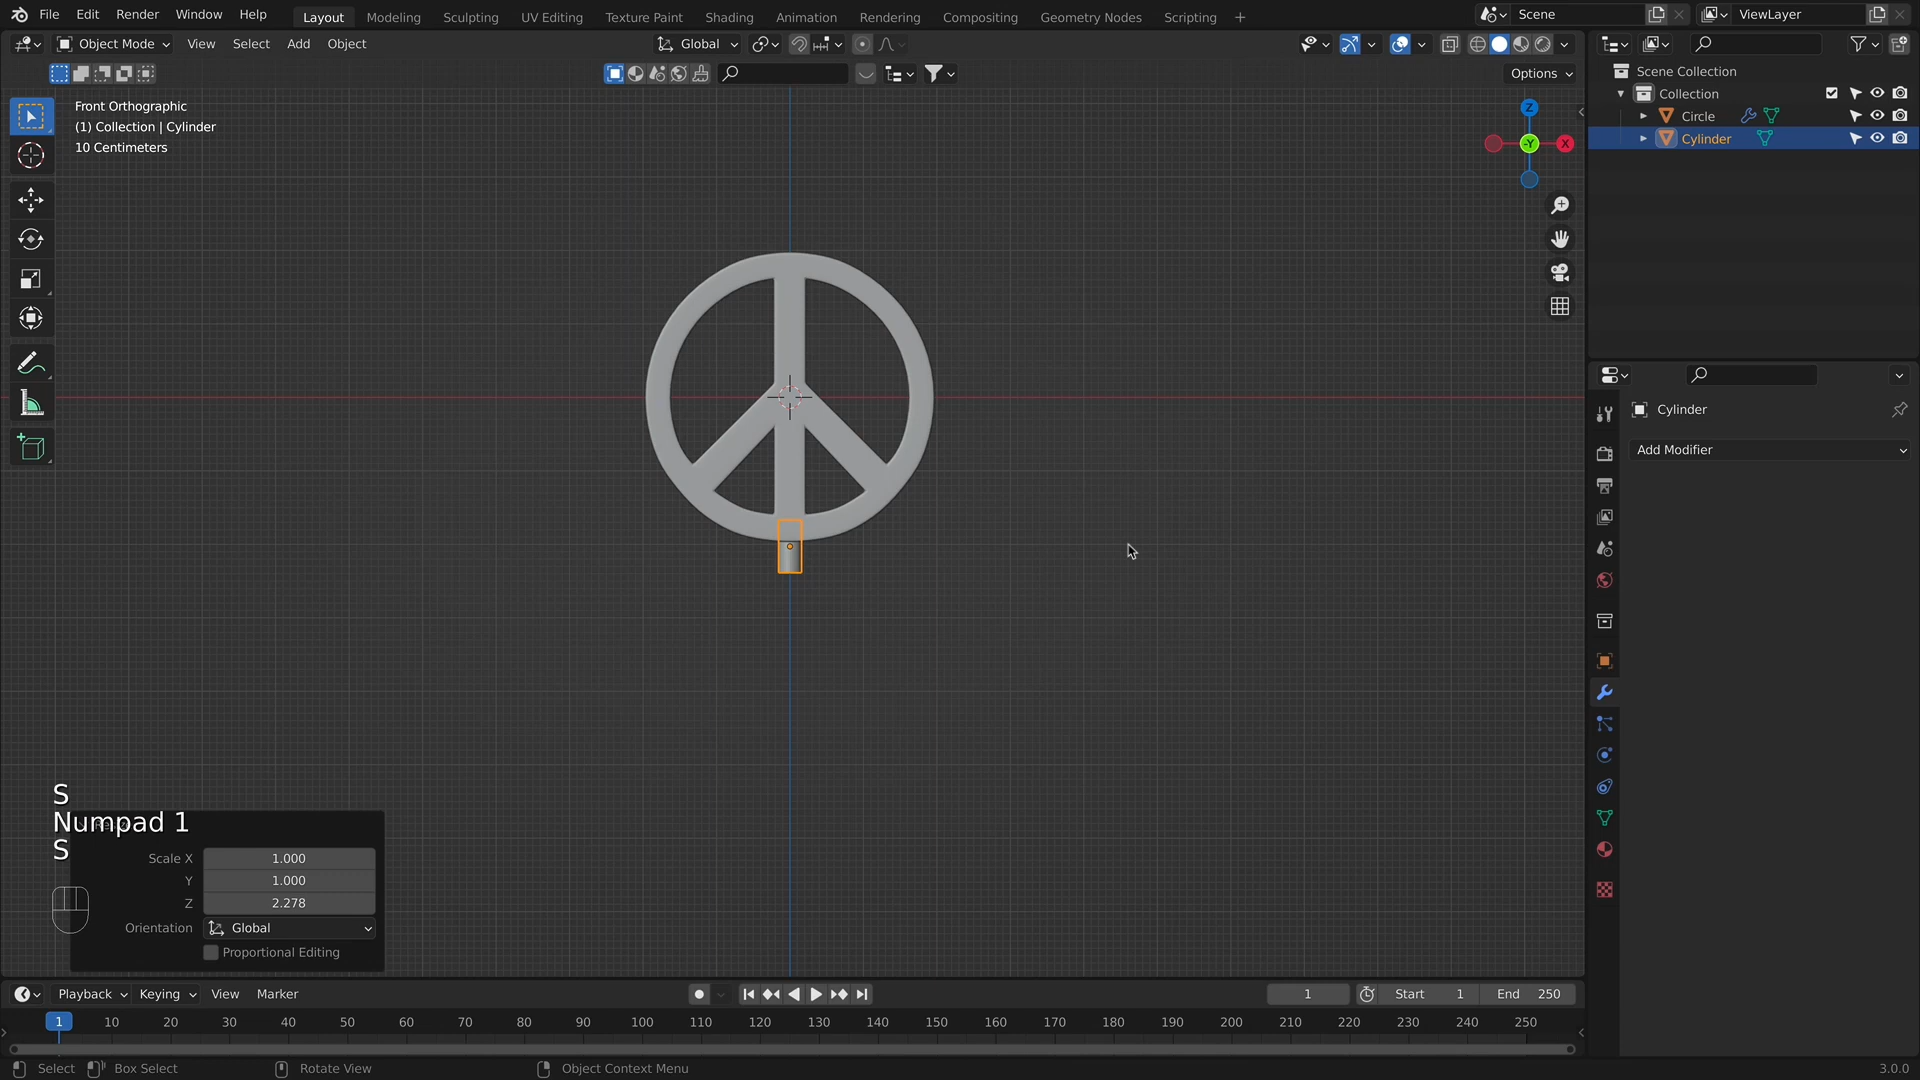 File Edit Render Window Help Layout Modeling Sculpting UV Editing Texture Paint Shading Animation Rendering Compositing Geometry Nodes Scripting + Scene ViewLayer
Object Mode View Select Add Object Global
Options
Front Orthographic
(1) Collection | Cylinder
10 Centimeters
Z
-Y
X
Scene Collection
Collection
Circle
Cylinder
Cylinder
Add Modifier
S
Numpad 1
S
Scale X 1.000
Y 1.000
Z 2.278
Orientation Global
Proportional Editing
Playback Keying View Marker 1 Start 1 End 250
1 10 20 30 40 50 60 70 80 90 100 110 120 130 140 150 160 170 180 190 200 210 220 230 240 250
Select Box Select Rotate View Object Context Menu 3.0.0